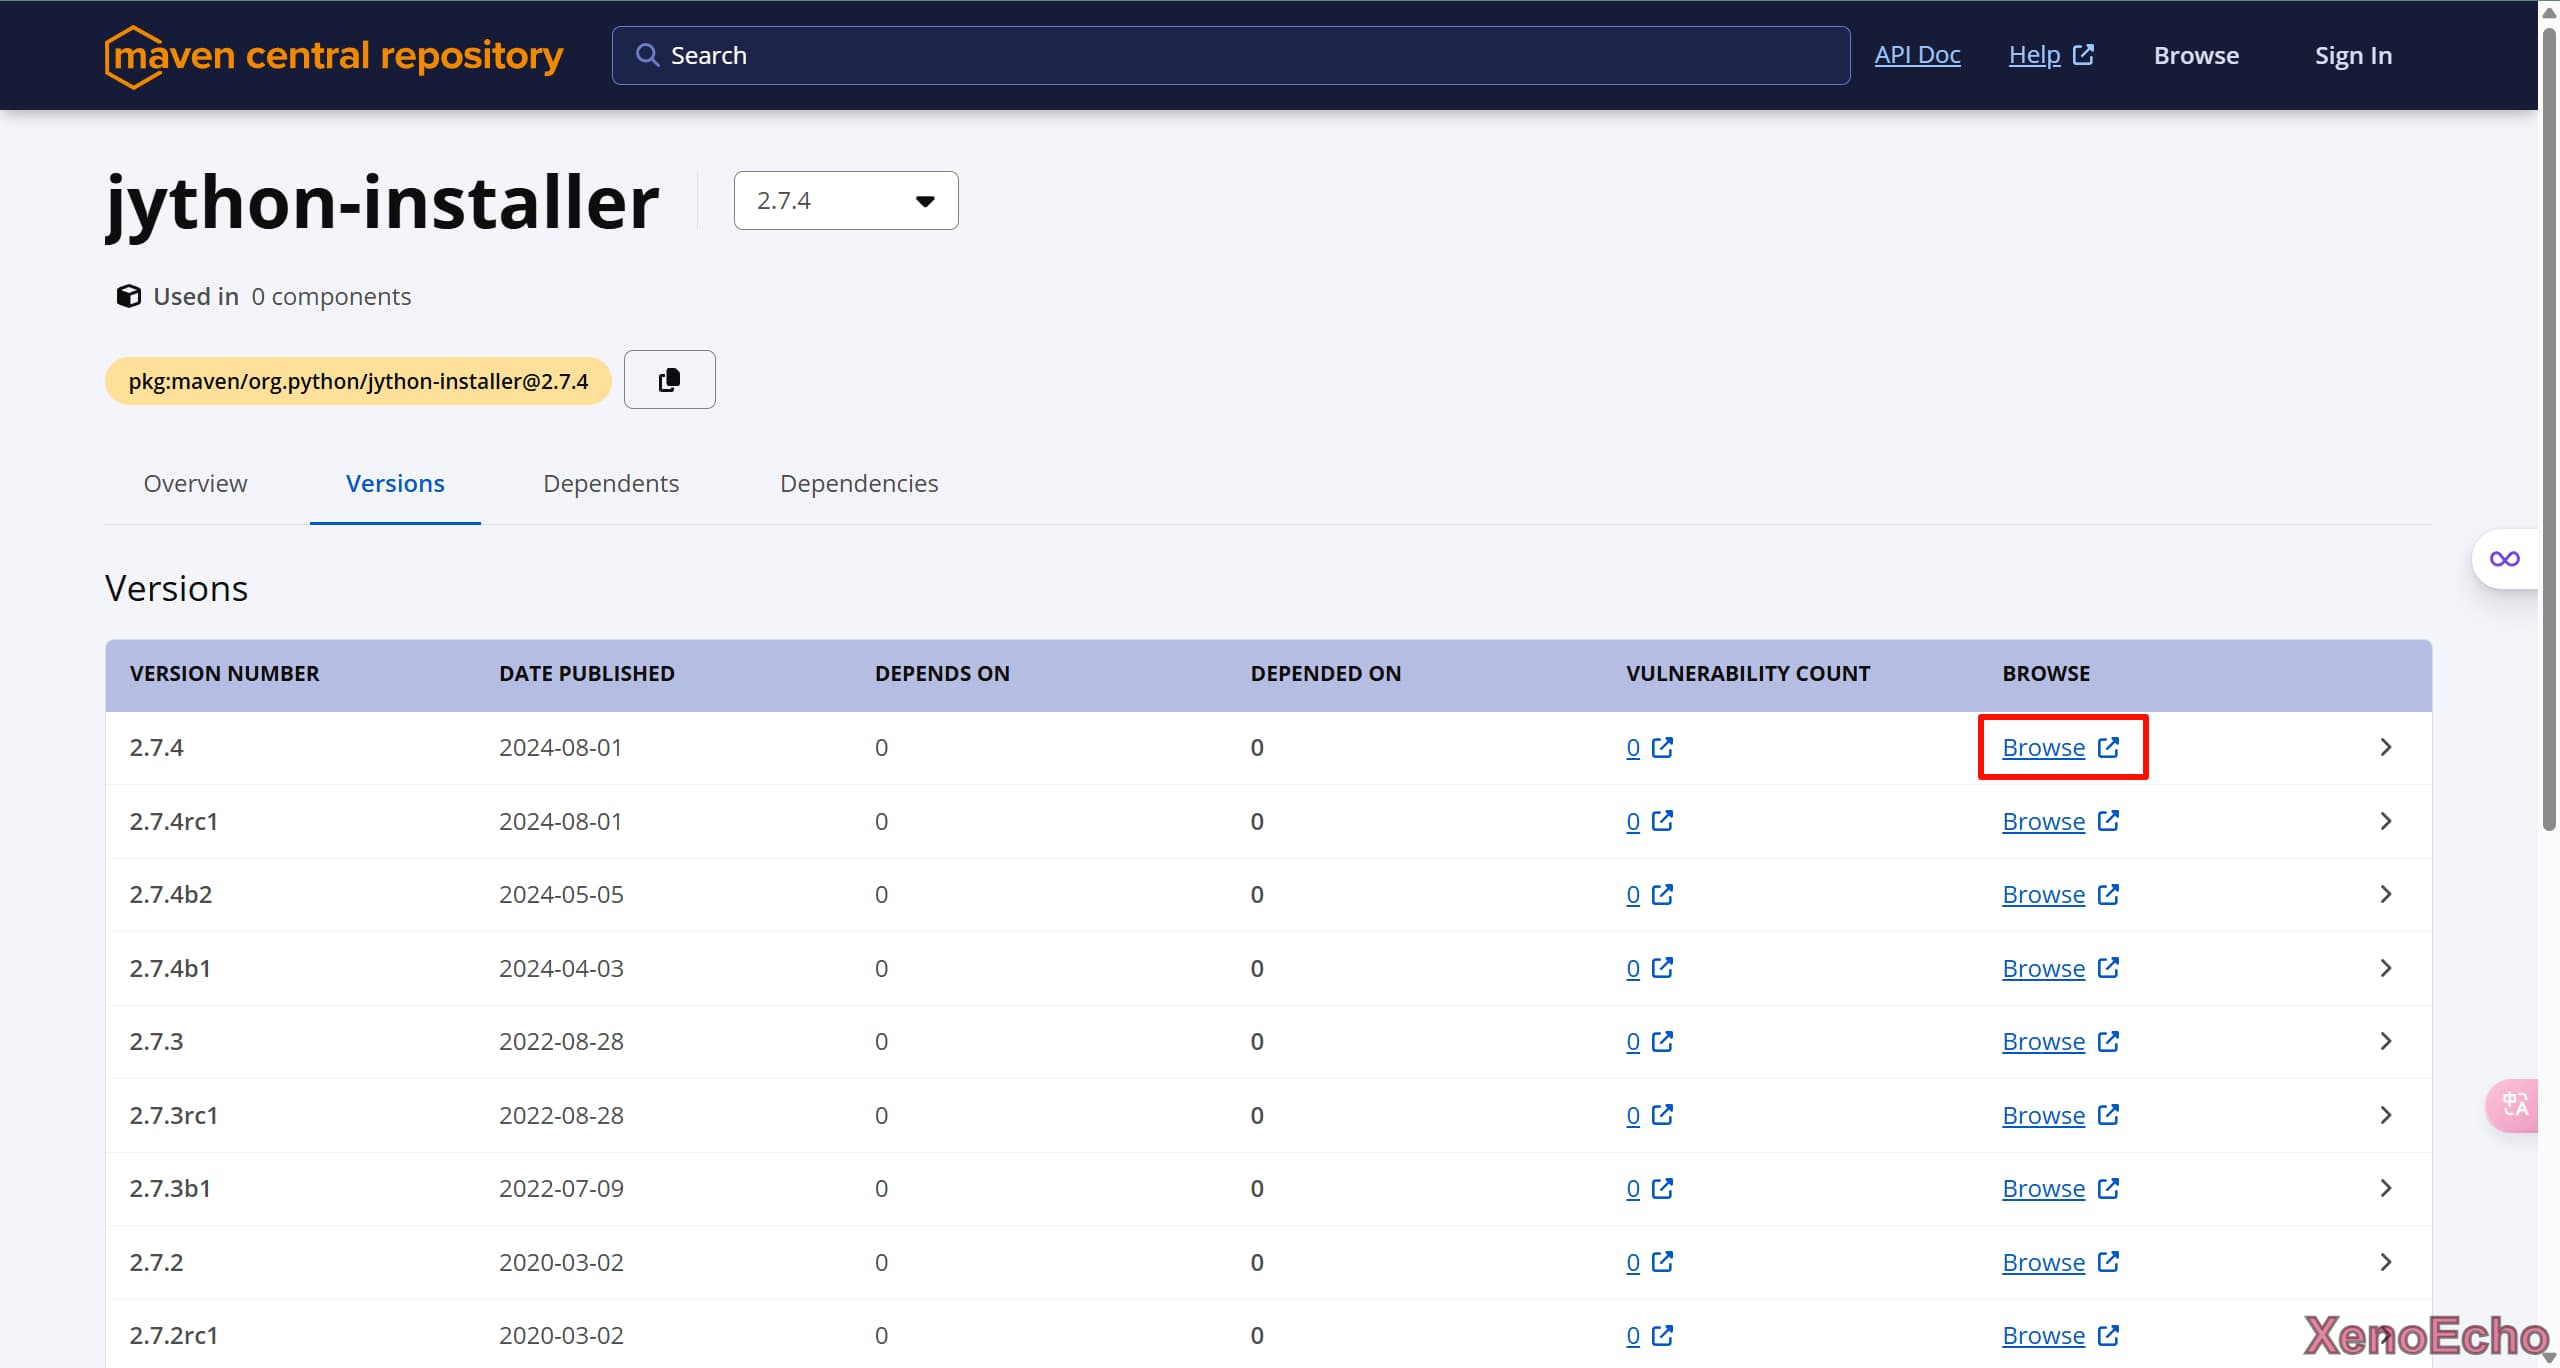 maven central repository
Search
API Doc
Help
Browse
Sign In
jython-installer
2.7.4
Used in 0 components
pkg:maven/org.python/jython-installer@2.7.4
Overview
Versions
Dependents
Dependencies
Versions
VERSION NUMBER DATE PUBLISHED DEPENDS ON DEPENDED ON VULNERABILITY COUNT BROWSE
2.7.4 2024-08-01 0 0 0 Browse
2.7.4rc1 2024-08-01 0 0 0 Browse
2.7.4b2 2024-05-05 0 0 0 Browse
2.7.4b1 2024-04-03 0 0 0 Browse
2.7.3 2022-08-28 0 0 0 Browse
2.7.3rc1 2022-08-28 0 0 0 Browse
2.7.3b1 2022-07-09 0 0 0 Browse
2.7.2 2020-03-02 0 0 0 Browse
2.7.2rc1 2020-03-02 0 0 0 Browse
中A
XenoEcho